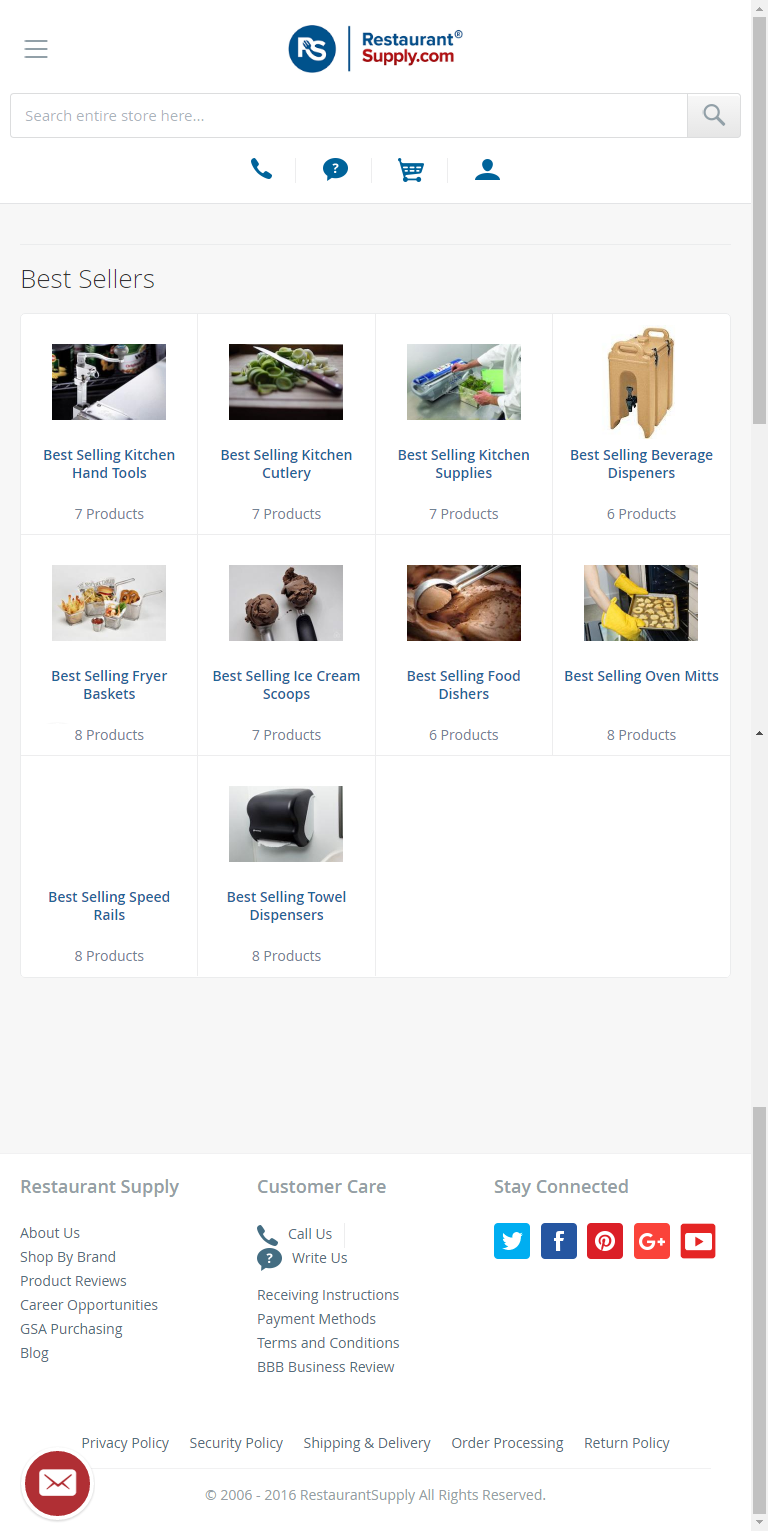 RS
Restaurant®
Supply.com
Search entire store here...
?
Best Sellers
Best Selling Kitchen
Hand Tools
7 Products
Best Selling Kitchen
Cutlery
7 Products
Best Selling Kitchen
Supplies
7 Products
Best Selling Beverage
Dispeners
6 Products
Best Selling Fryer
Baskets
8 Products
Best Selling Ice Cream
Scoops
7 Products
Best Selling Food
Dishers
6 Products
Best Selling Oven Mitts
8 Products
Best Selling Speed
Rails
8 Products
Best Selling Towel
Dispensers
8 Products
Restaurant Supply
About Us
Shop By Brand
Product Reviews
Career Opportunities
GSA Purchasing
Blog
Customer Care
Call Us
? Write Us
Receiving Instructions
Payment Methods
Terms and Conditions
BBB Business Review
Stay Connected
f G+
Privacy Policy Security Policy Shipping & Delivery Order Processing Return Policy
© 2006 - 2016 RestaurantSupply All Rights Reserved.